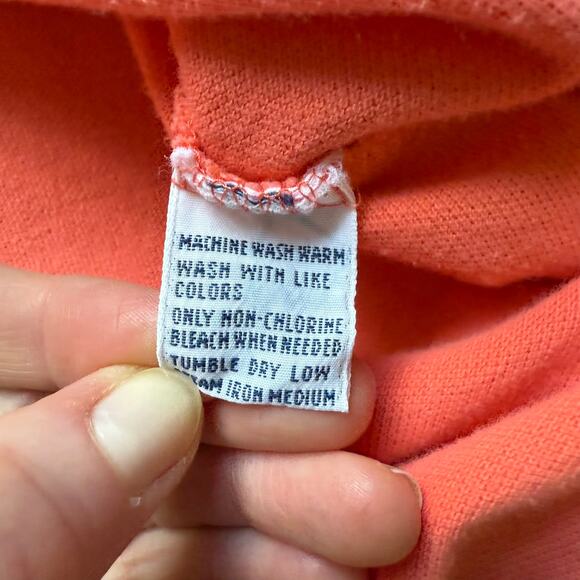 MACHINE WASH WARM
WASH WITH LIKE
COLORS
ONLY NON-CHLORINE
BLEACH WHEN NEEDED
TUMBLE DRY LOW
IRON MEDIUM